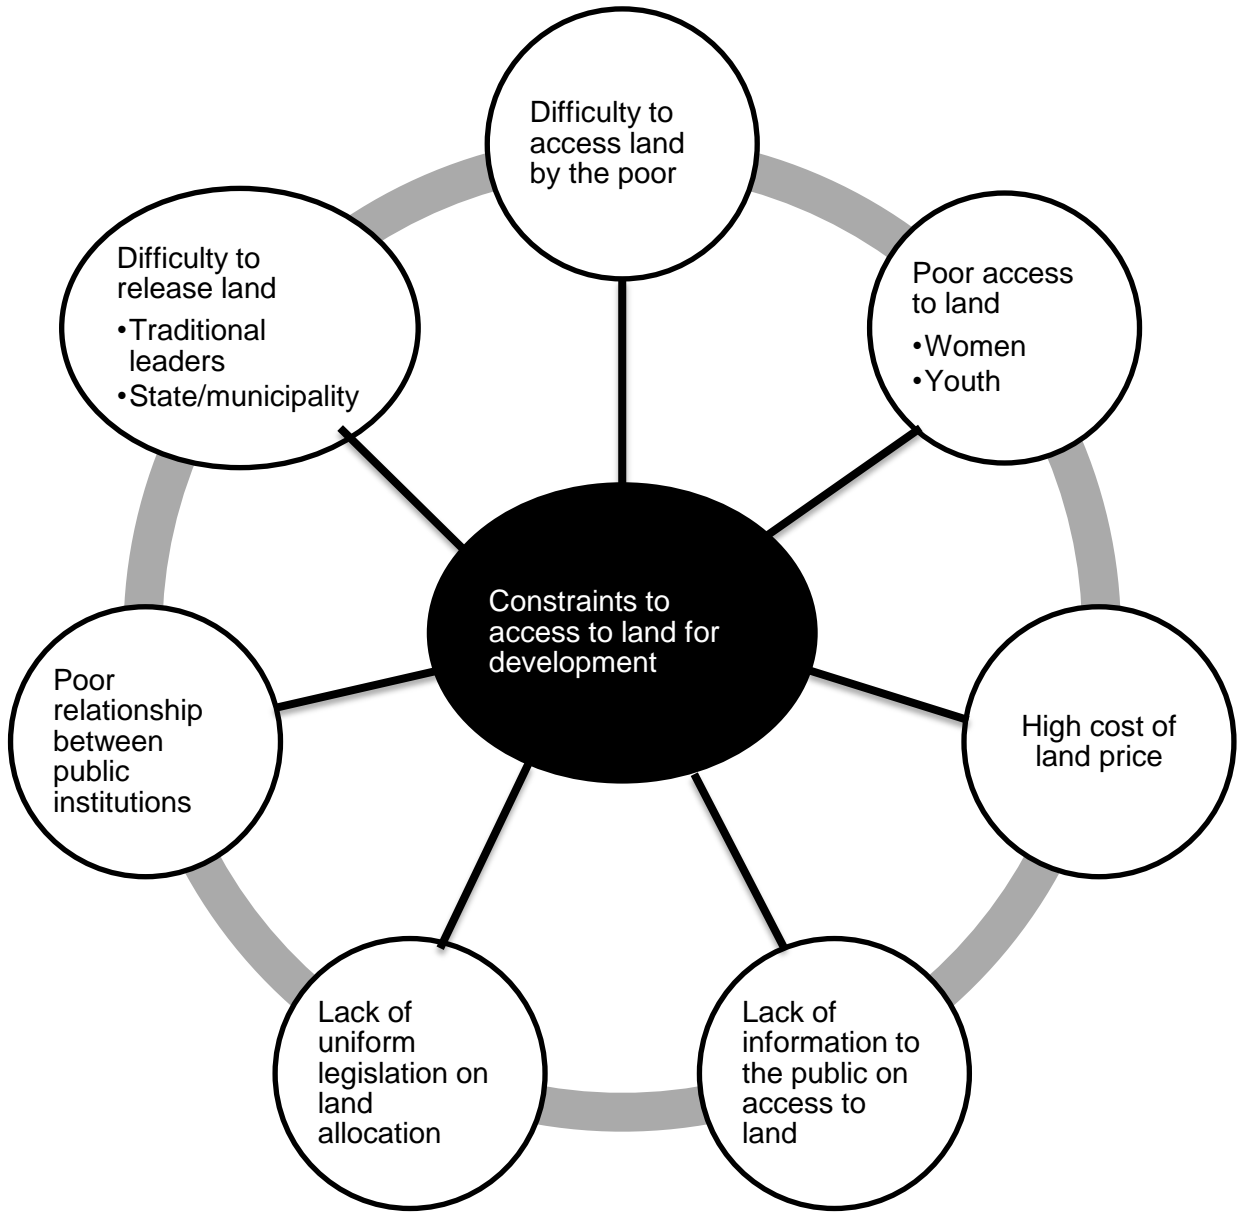 Difficulty to
access land
by the poor
Difficulty to
release land
•Traditional
leaders
•State/municipality
Poor access
to land
•Women
•Youth
Constraints to
access to land for
development
Poor
relationship
between
public
institutions
High cost of
land price
Lack of
uniform
legislation on
land
allocation
Lack of
information to
the public on
access to
land